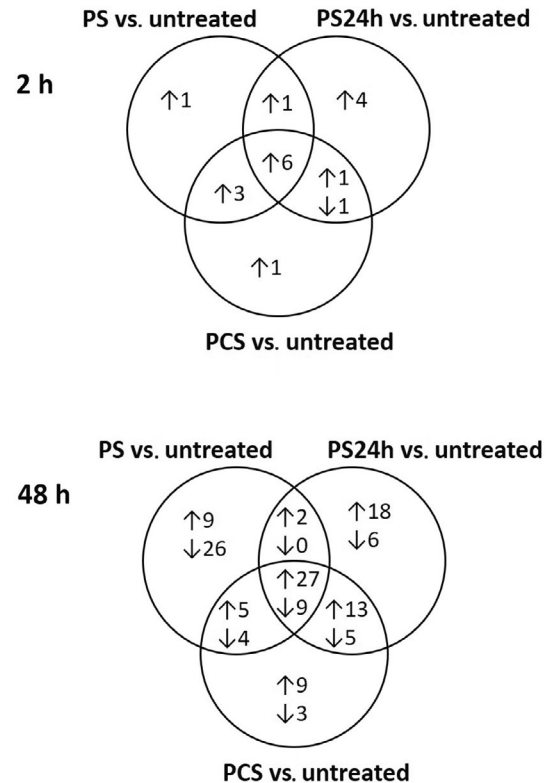 PS vs. untreated PS24h vs. untreated
2 h
↑1 ↑1 ↑4
↑6
↑3 ↑1
↓1
↑1
PCS vs. untreated
PS vs. untreated PS24h vs. untreated
48 h
↑9 ↑2 ↑18
↓26 ↓0 ↓6
↑27
↓9
↑5 ↑13
↓4 ↓5
↑9
↓3
PCS vs. untreated